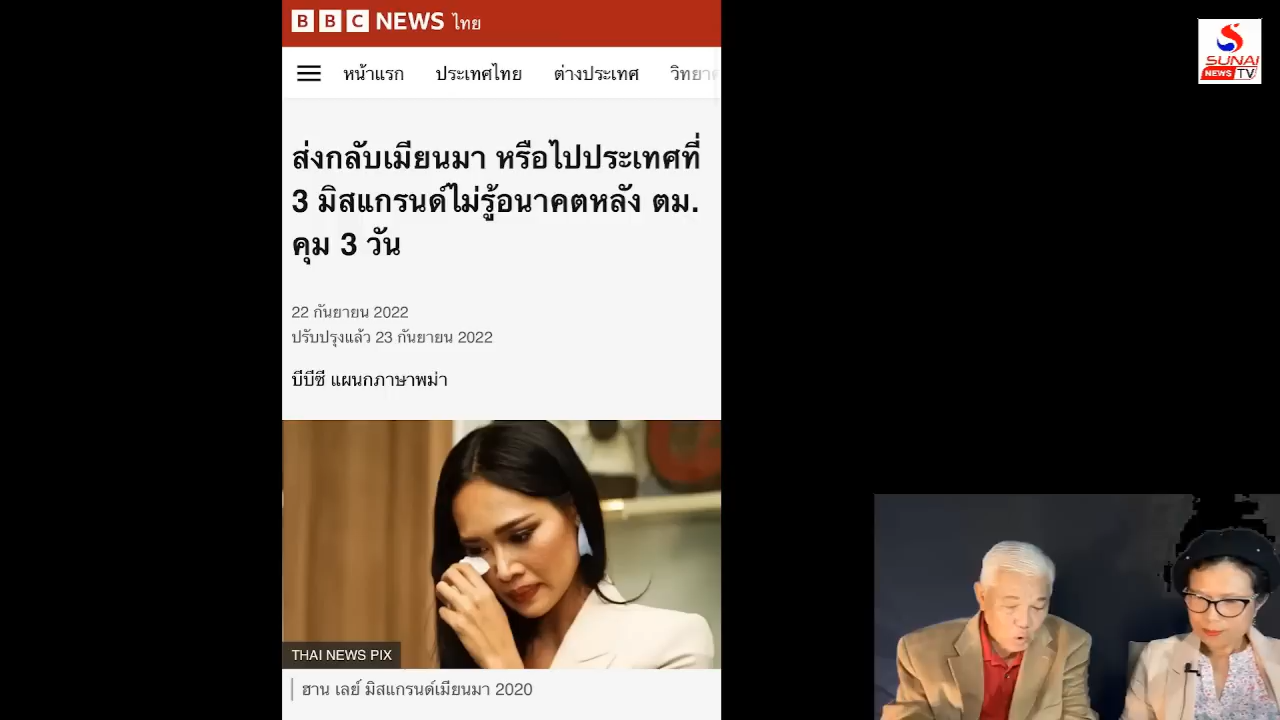 BBC NEWS ไทย
หน้าแรก ประเทศไทย ต่างประเทศ
ส่งกลับเมียนมา หรือไปประเทศที่
3 มิสแกรนด์ไม่รู้อนาคตหลัง ตม.
คุม 3 วัน
22 กันยายน 2022
ปรับปรุงแล้ว 23 กันยายน 2022
บีบีซี แผนกภาษาพม่า
THAI NEWS PIX
ฮาน เลย์ มิสแกรนด์เมียนมา 2020
SUNAI
NEWS TV